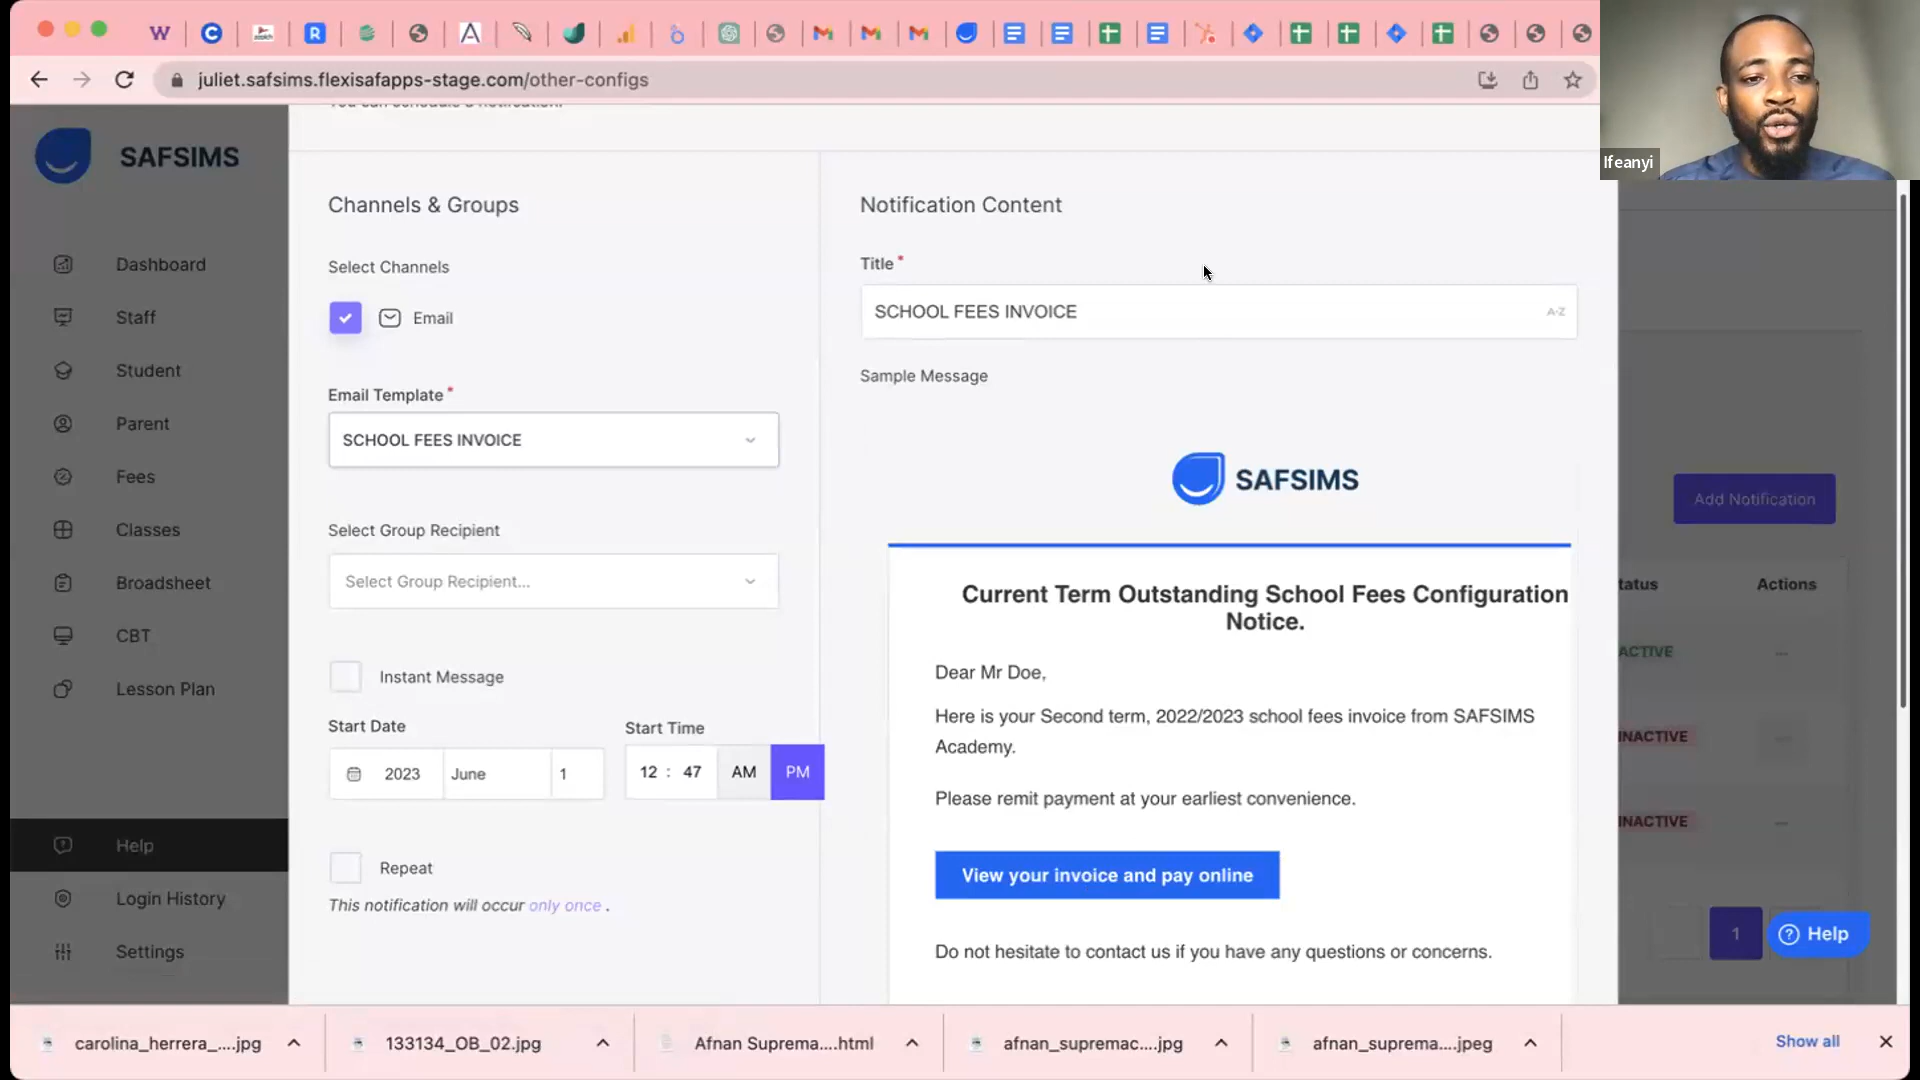 juliet.safsims.flexisafapps-stage.com/other-configs
Ifeanyi
You can schedule a notification.
SAFSIMS
Dashboard
Staff
Student
Parent
Fees
Classes
Broadsheet
CBT
Lesson Plan
Help
Login History
Settings
Channels & Groups
Select Channels
Email
Email Template *
SCHOOL FEES INVOICE
Select Group Recipient
Select Group Recipient...
Instant Message
Start Date
Start Time
2023 June 1
12 : 47 AM PM
Repeat
This notification will occur only once .
Notification Content
Title *
SCHOOL FEES INVOICE
A-Z
Sample Message
SAFSIMS
Current Term Outstanding School Fees Configuration
Notice.
Dear Mr Doe,
Here is your Second term, 2022/2023 school fees invoice from SAFSIMS
Academy.
Please remit payment at your earliest convenience.
View your invoice and pay online
Do not hesitate to contact us if you have any questions or concerns.
Add Notification
tatus Actions
ACTIVE
INACTIVE
INACTIVE
1
Help
carolina_herrera_....jpg
133134_OB_02.jpg
Afnan Suprema....html
afnan_supremac....jpg
afnan_suprema....jpeg
Show all